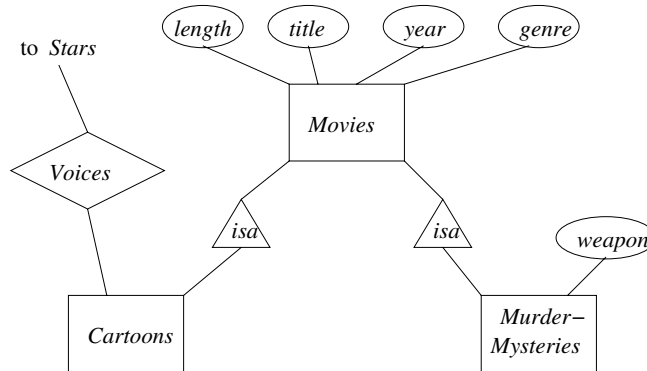 length
title
year
genre
to Stars
Movies
Voices
isa
isa
weapon
Cartoons
Murder−
Mysteries